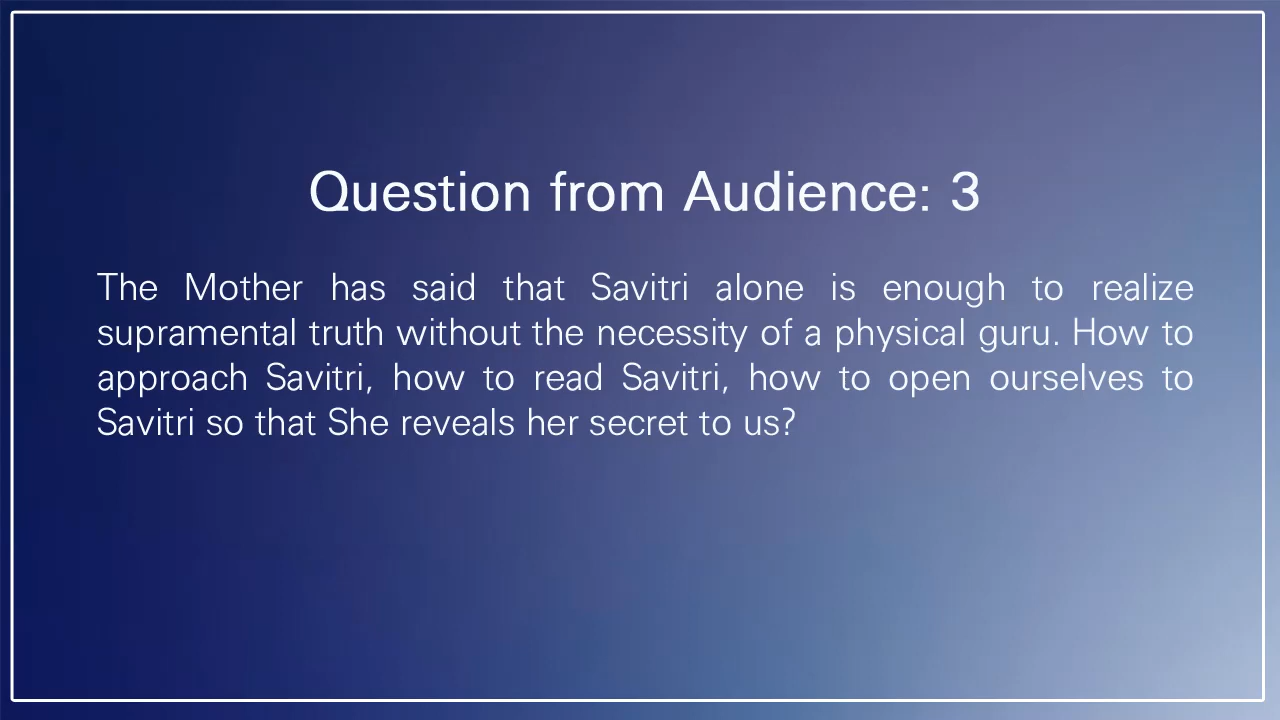 Question from Audience: 3
The Mother has said that Savitri alone is enough to realize
supramental truth without the necessity of a physical guru. How to
approach Savitri, how to read Savitri, how to open ourselves to
Savitri so that She reveals her secret to us?